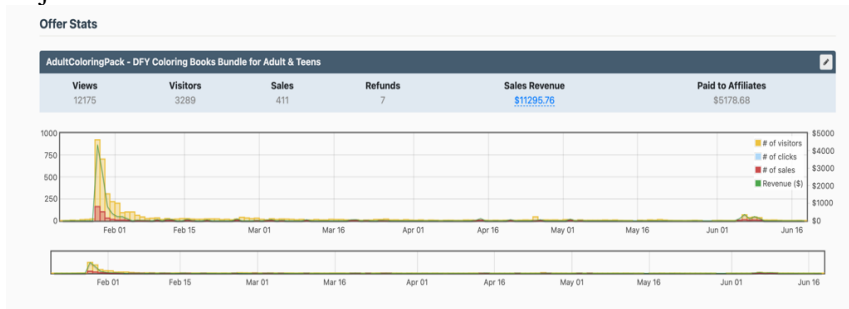 Offer Stats
AdultColoringPack - DFY Coloring Books Bundle for Adult & Teens
Views Visitors Sales Refunds Sales Revenue Paid to Affiliates
12175 3289 411 7 $11295.76 $5178.68
1000 $5000
# of visitors
$4000
750 # of clicks
$3000
500 # of sales
$2000
Revenue ($)
250 $1000
0 $0
Feb 01 Feb 15 Mar 01 Mar 16 Apr 01 Apr 16 May 01 May 16 Jun 01 Jun 16
Feb 01 Feb 15 Mar 01 Mar 16 Apr 01 Apr 16 May 01 May 16 Jun 01 Jun 16